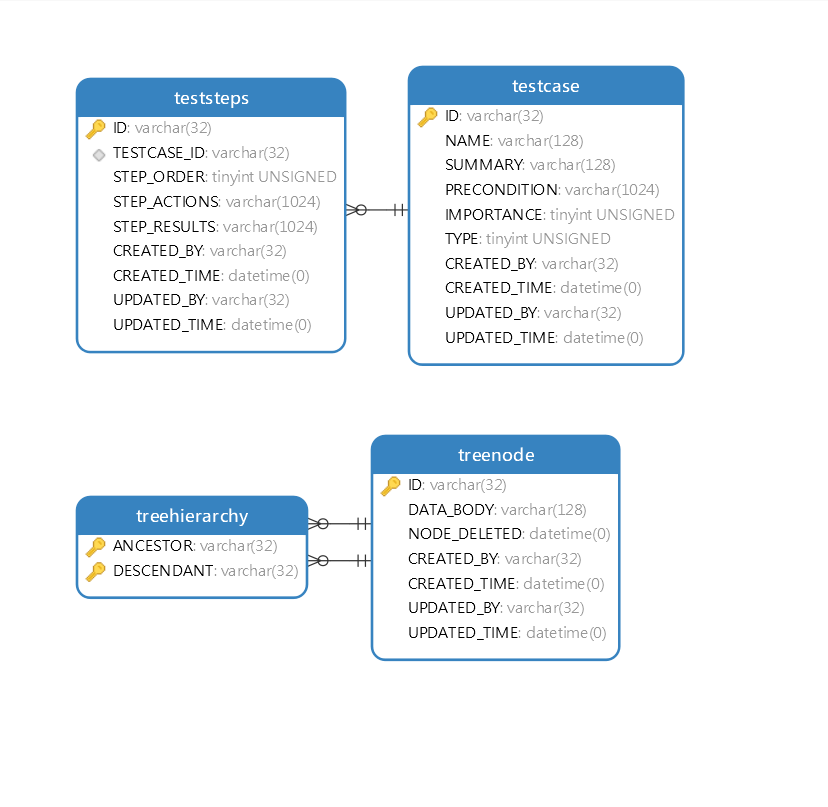 teststeps
ID: varchar(32)
TESTCASE_ID: varchar(32)
STEP_ORDER: tinyint UNSIGNED
STEP_ACTIONS: varchar(1024)
STEP_RESULTS: varchar(1024)
CREATED_BY: varchar(32)
CREATED_TIME: datetime(0)
UPDATED_BY: varchar(32)
UPDATED_TIME: datetime(0)
testcase
ID: varchar(32)
NAME: varchar(128)
SUMMARY: varchar(128)
PRECONDITION: varchar(1024)
IMPORTANCE: tinyint UNSIGNED
TYPE: tinyint UNSIGNED
CREATED_BY: varchar(32)
CREATED_TIME: datetime(0)
UPDATED_BY: varchar(32)
UPDATED_TIME: datetime(0)
treehierarchy
ANCESTOR: varchar(32)
DESCENDANT: varchar(32)
treenode
ID: varchar(32)
DATA_BODY: varchar(128)
NODE_DELETED: datetime(0)
CREATED_BY: varchar(32)
CREATED_TIME: datetime(0)
UPDATED_BY: varchar(32)
UPDATED_TIME: datetime(0)